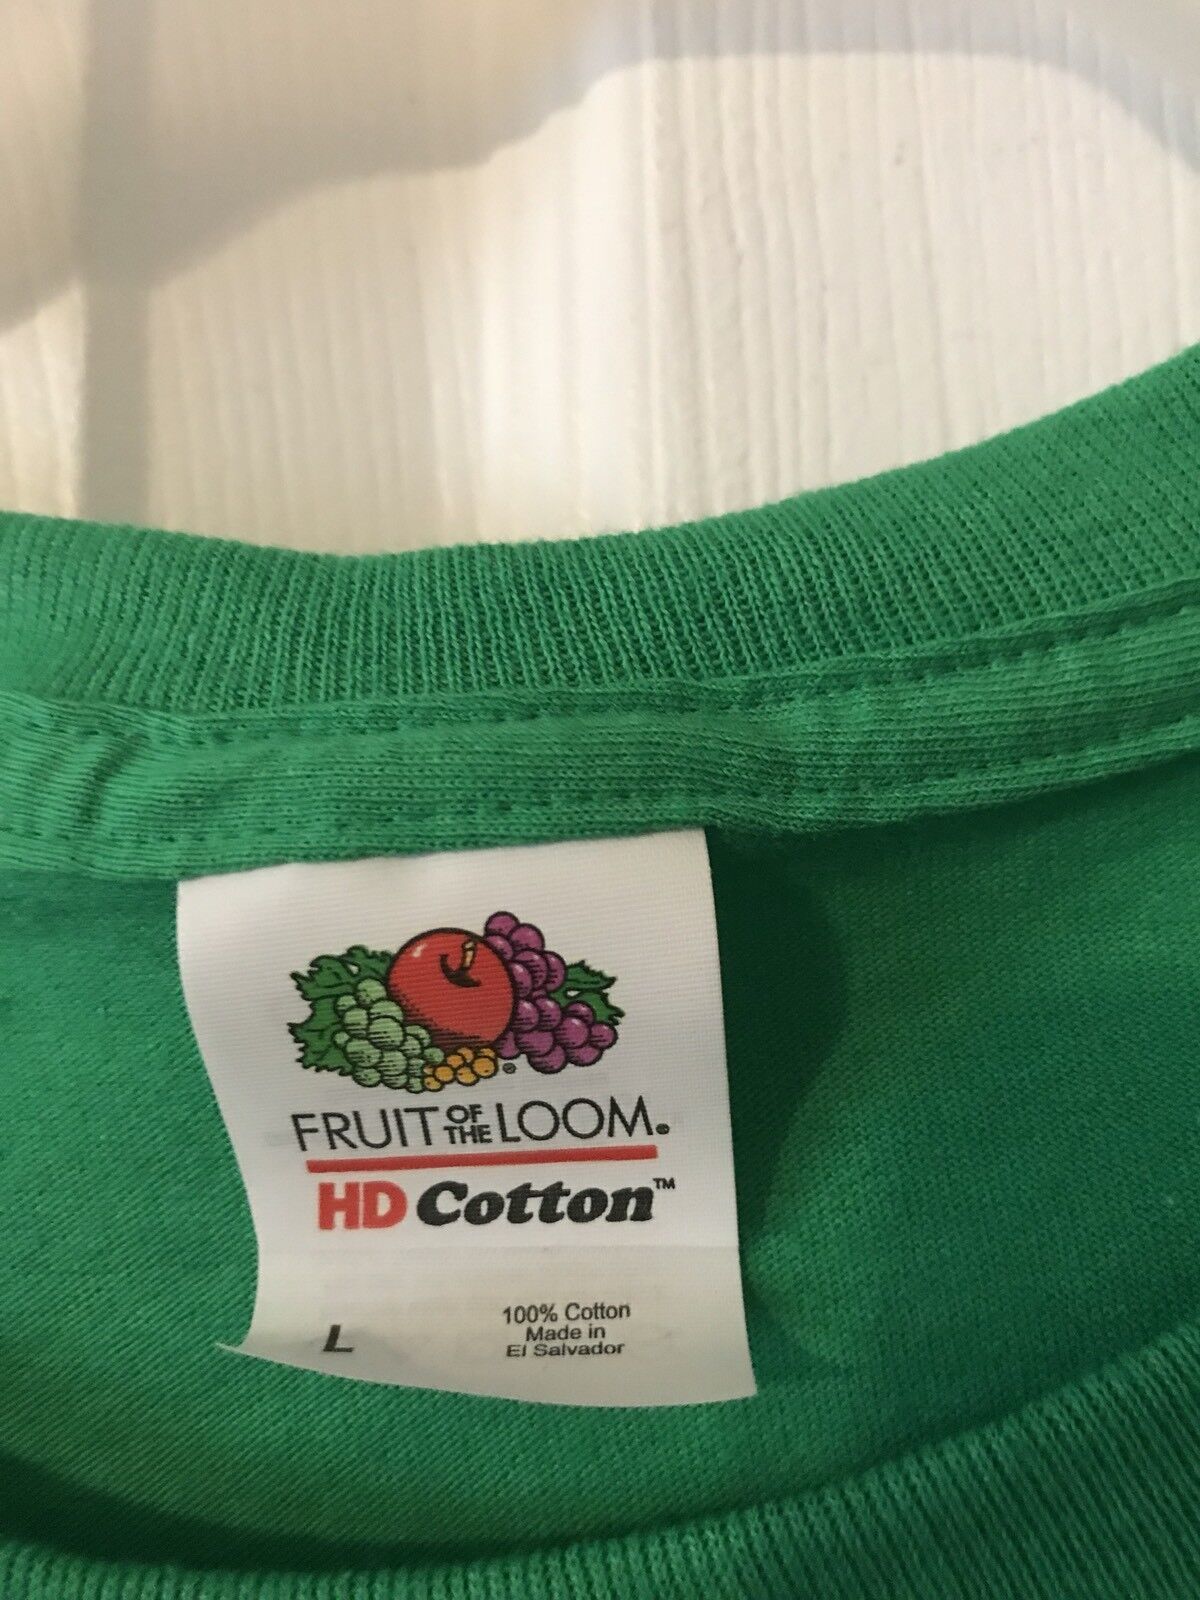 FRUIT OF THE LOOM®
HD Cotton™
L
100% Cotton
Made in
El Salvador